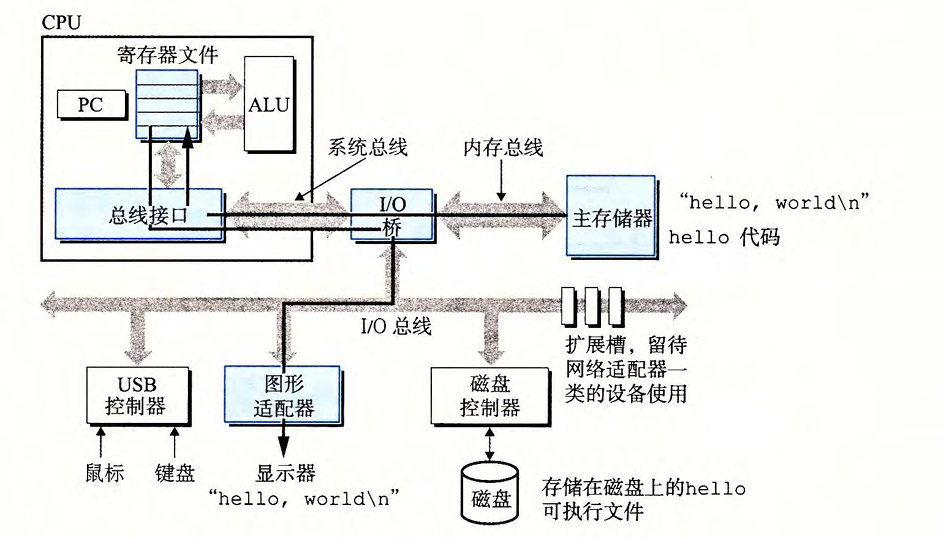 CPU
寄存器文件
PC
ALU
系统总线
内存总线
总线接口
I/O
桥
主存储器
“hello, world\n”
hello 代码
I/O 总线
扩展槽，留待
网络适配器一
类的设备使用
USB
控制器
图形
适配器
磁盘
控制器
鼠标
键盘
显示器
“hello, world\n”
磁盘
存储在磁盘上的hello
可执行文件